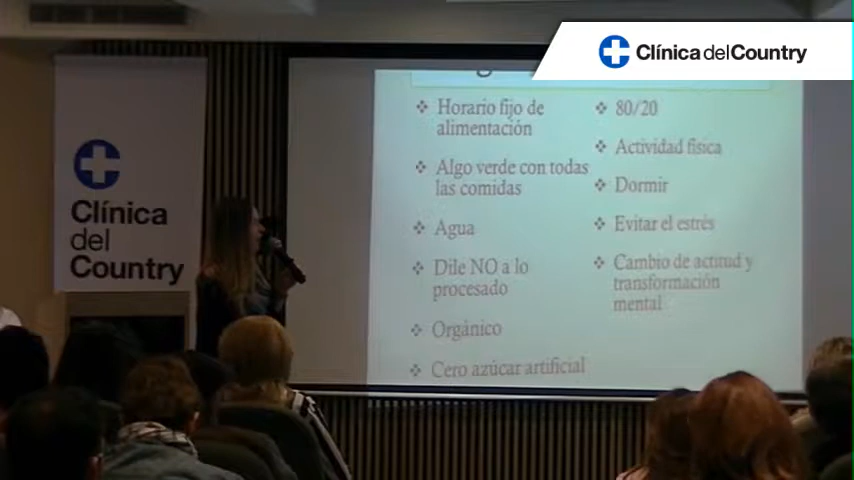 Clínica del Country
Clínica
del
Country
❖ Horario fijo de
alimentación
❖ Algo verde con todas
las comidas
❖ Agua
❖ Dile NO a lo
procesado
❖ Orgánico
❖ Cero azúcar artificial
❖ 80/20
❖ Actividad física
❖ Dormir
❖ Evitar el estrés
❖ Cambio de actitud y
transformación
mental